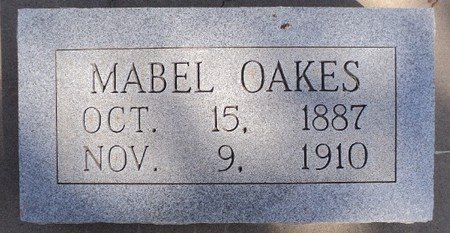 MABEL OAKES
OCT. 15, 1887
NOV. 9, 1910